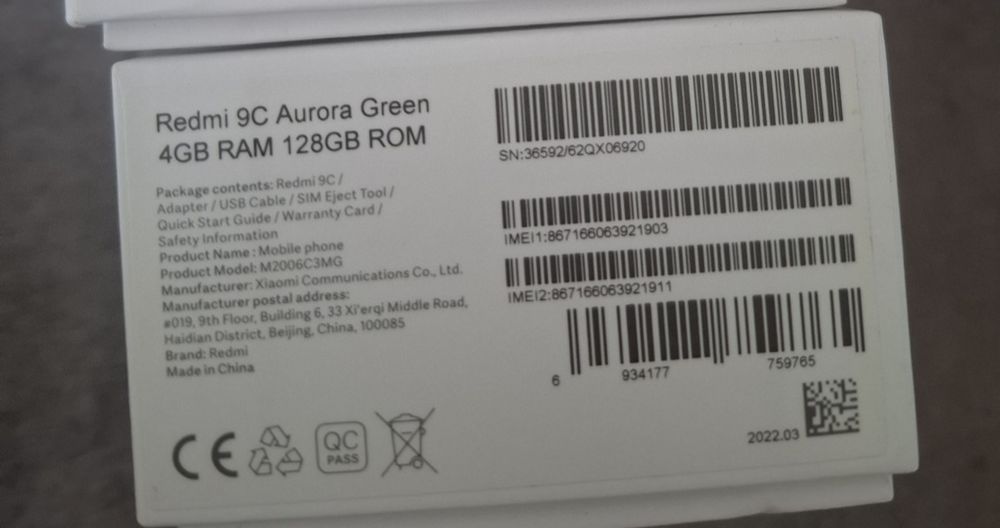 Redmi 9C Aurora Green
4GB RAM 128GB ROM
Package contents: Redmi 9C /
Adapter / USB Cable / SIM Eject Tool /
Quick Start Guide / Warranty Card /
Safety Information
Product Name : Mobile phone
Product Model: M2006C3MG
Manufacturer: Xiaomi Communications Co., Ltd.
Manufacturer postal address:
#019, 9th Floor, Building 6, 33 Xi'erqi Middle Road,
Haidian District, Beijing, China, 100085
Brand: Redmi
Made in China
CE
QC
PASS
SN:36592/62QX06920
IMEI1:867166063921903
IMEI2:867166063921911
6 934177 759765
2022.03